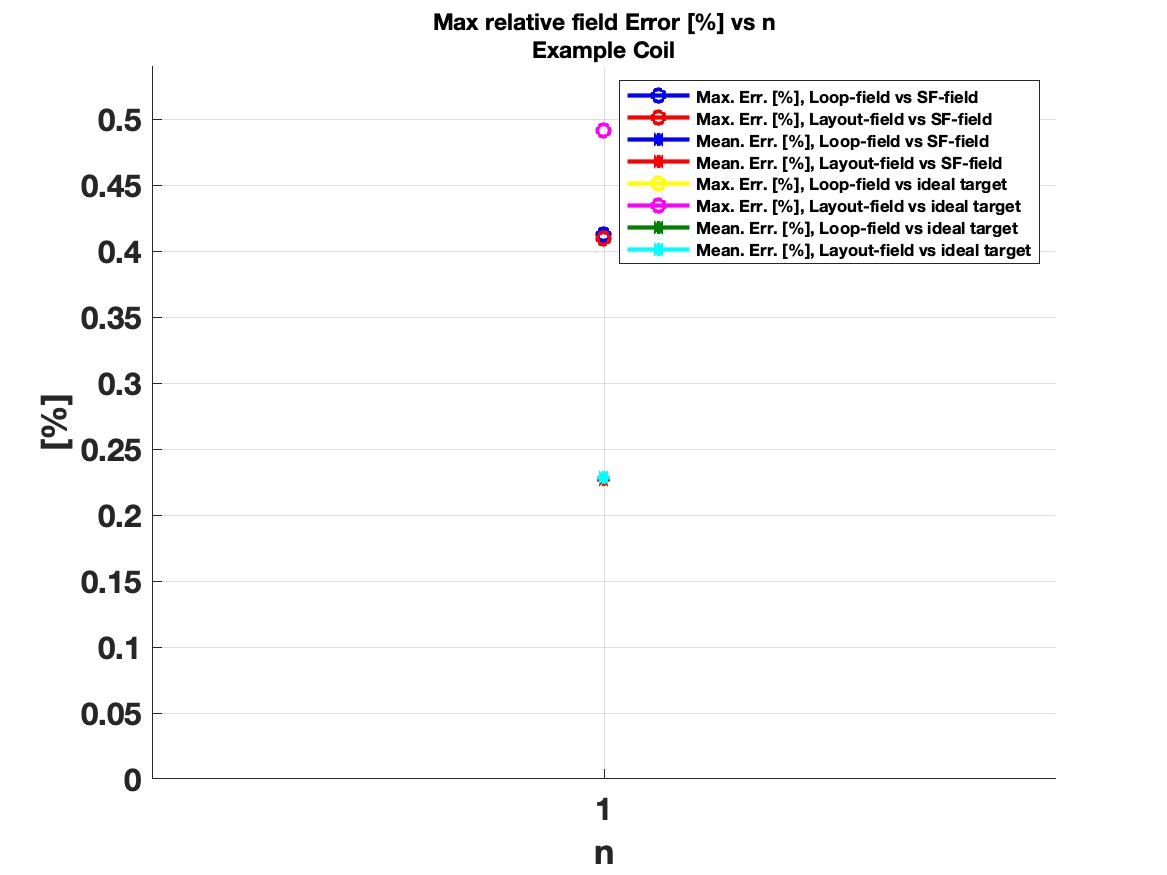 Max relative field Error [%] vs n
Example Coil
Max. Err. [%], Loop-field vs SF-field
Max. Err. [%], Layout-field vs SF-field
Mean. Err. [%], Loop-field vs SF-field
Mean. Err. [%], Layout-field vs SF-field
Max. Err. [%], Loop-field vs ideal target
Max. Err. [%], Layout-field vs ideal target
Mean. Err. [%], Loop-field vs ideal target
Mean. Err. [%], Layout-field vs ideal target
[%]
0.5
0.45
0.4
0.35
0.3
0.25
0.2
0.15
0.1
0.05
0
1
n